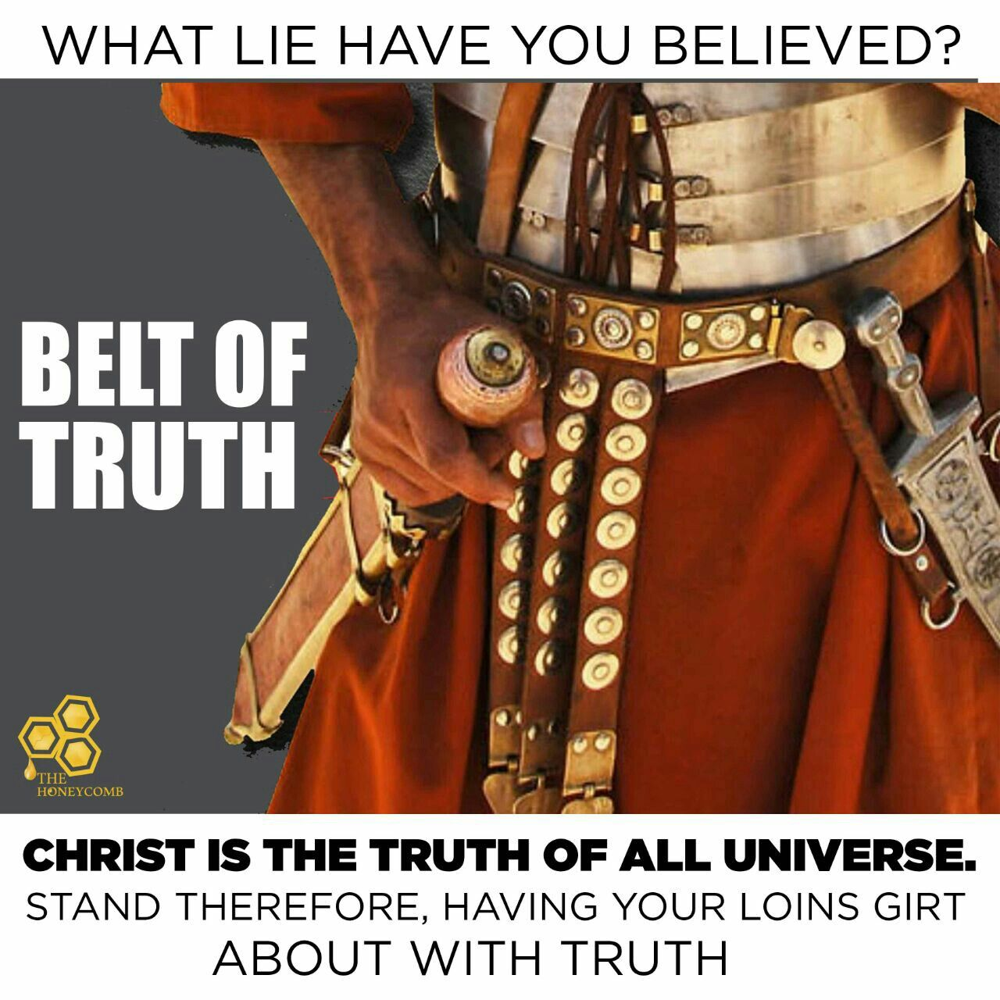 WHAT LIE HAVE YOU BELIEVED?
BELT OF
TRUTH
THE
HONEYCOMB
CHRIST IS THE TRUTH OF ALL UNIVERSE.
STAND THEREFORE, HAVING YOUR LOINS GIRT
ABOUT WITH TRUTH